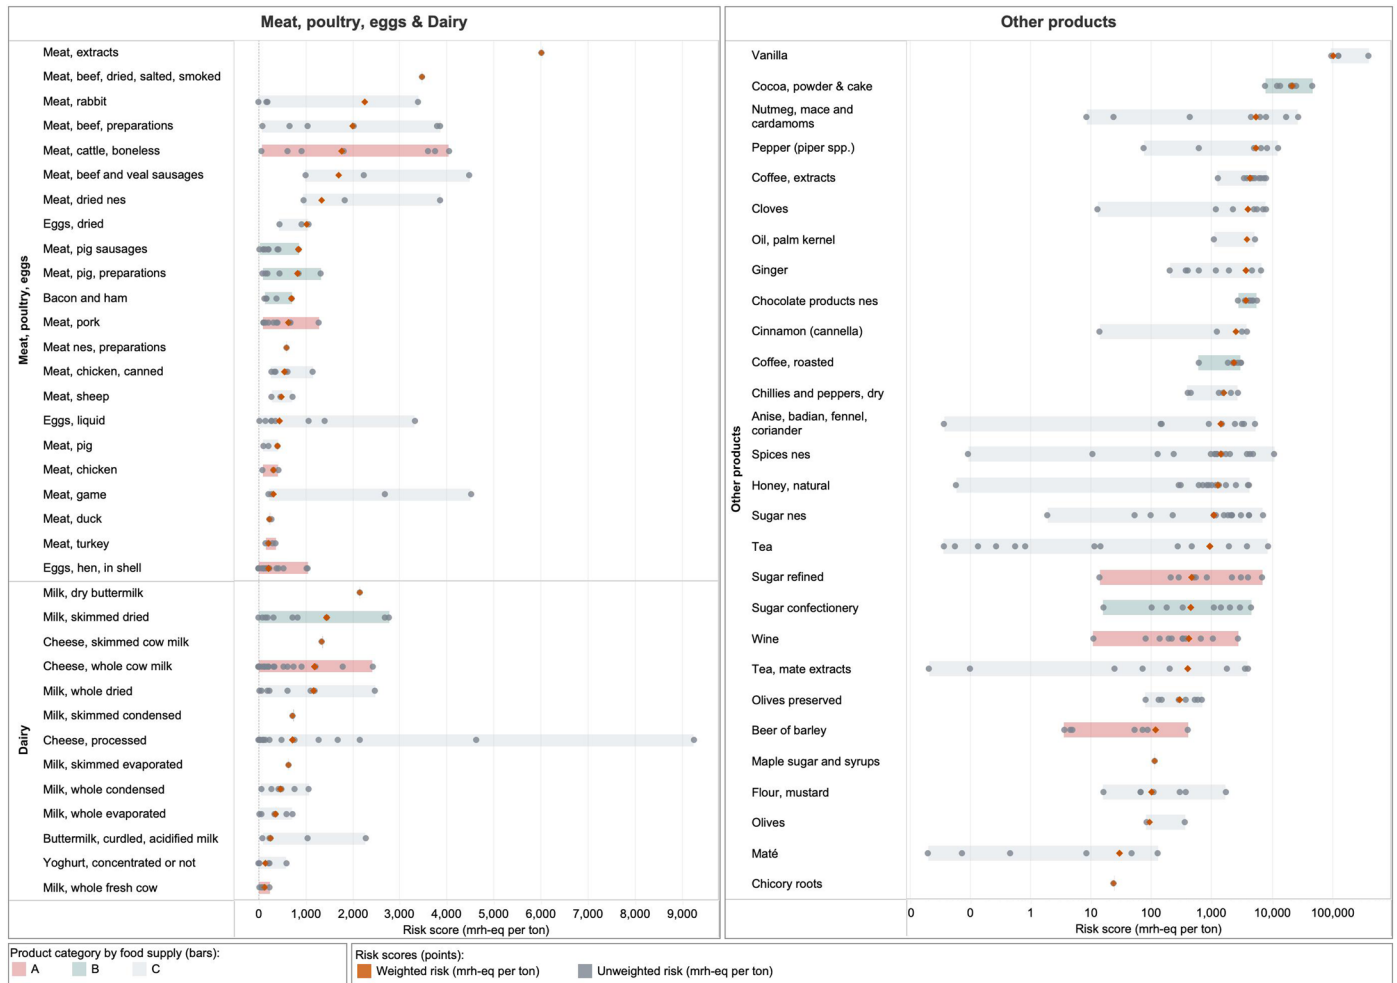 Meat, poultry, eggs & Dairy
Meat, poultry, eggs
Meat, extracts
Meat, beef, dried, salted, smoked
Meat, rabbit
Meat, beef, preparations
Meat, cattle, boneless
Meat, beef and veal sausages
Meat, dried nes
Eggs, dried
Meat, pig sausages
Meat, pig, preparations
Bacon and ham
Meat, pork
Meat nes, preparations
Meat, chicken, canned
Meat, sheep
Eggs, liquid
Meat, pig
Meat, chicken
Meat, game
Meat, duck
Meat, turkey
Eggs, hen, in shell
Dairy
Milk, dry buttermilk
Milk, skimmed dried
Cheese, skimmed cow milk
Cheese, whole cow milk
Milk, whole dried
Milk, skimmed condensed
Cheese, processed
Milk, skimmed evaporated
Milk, whole condensed
Milk, whole evaporated
Buttermilk, curdled, acidified milk
Yoghurt, concentrated or not
Milk, whole fresh cow
0 1,000 2,000 3,000 4,000 5,000 6,000 7,000 8,000 9,000
Risk score (mrh-eq per ton)
Other products
Other products
Vanilla
Cocoa, powder & cake
Nutmeg, mace and
cardamoms
Pepper (piper spp.)
Coffee, extracts
Cloves
Oil, palm kernel
Ginger
Chocolate products nes
Cinnamon (cannella)
Coffee, roasted
Chillies and peppers, dry
Anise, badian, fennel,
coriander
Spices nes
Honey, natural
Sugar nes
Tea
Sugar refined
Sugar confectionery
Wine
Tea, mate extracts
Olives preserved
Beer of barley
Maple sugar and syrups
Flour, mustard
Olives
Maté
Chicory roots
0 0 1 10 100 1,000 10,000 100,000
Risk score (mrh-eq per ton)
Product category by food supply (bars):
A B C
Risk scores (points):
Weighted risk (mrh-eq per ton) Unweighted risk (mrh-eq per ton)